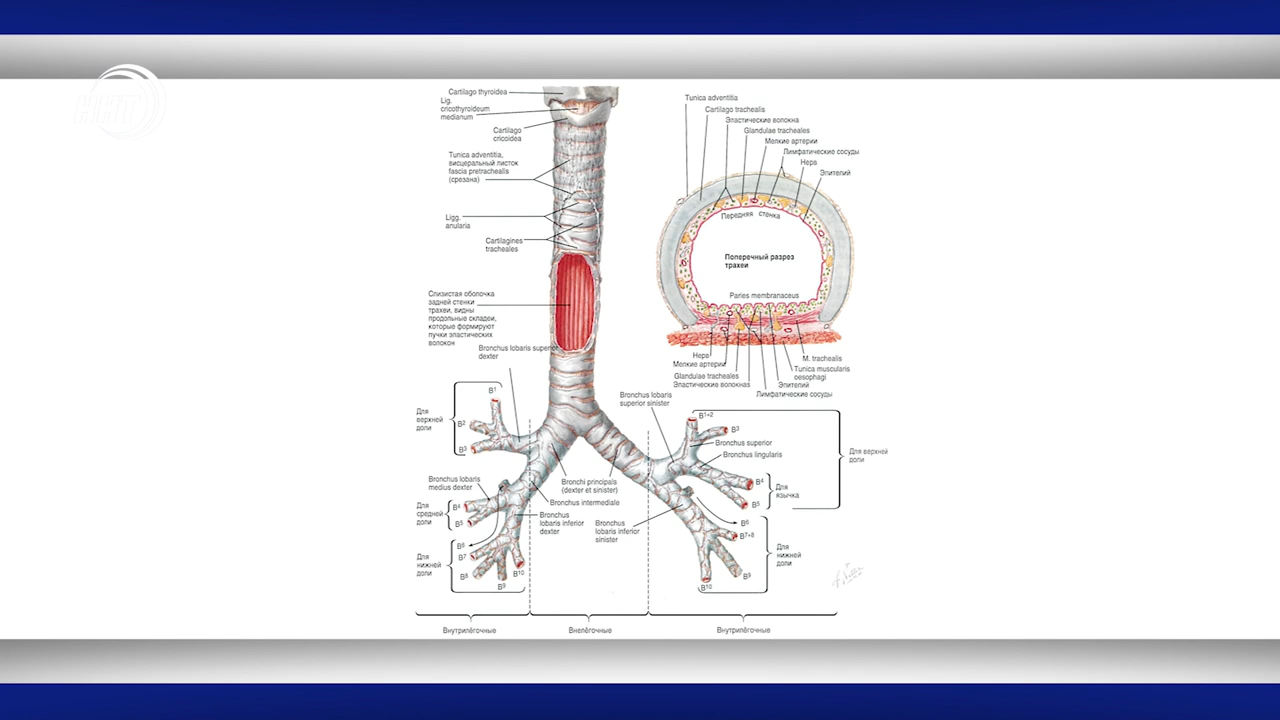 Cartilago thyroidea
Lig.
cricothyroideum
medianum
Cartilago
cricoidea
Tunica adventitia,
висцеральный листок
fascia pretrachealis
(срезана)
Ligg.
anularia
Cartilagines
tracheales
Слизистая оболочка
задней стенки
трахеи, видны
продольные складки,
которые формируют
пучки эластических
волокон
Bronchus lobaris superior
dexter
Tunica adventitia
Cartilago trachealis
Эластические волокна
Glandulae tracheales
Мелкие артерии
Лимфатические сосуды
Нерв
Эпителий
Передняя стенка
Поперечный разрез
трахеи
Paries membranaceus
Нерв
Мелкие артерии
Glandulae tracheales
Эластические волокнах
M. trachealis
Tunica muscularis
oesophagi
Эпителий
Лимфатические сосуды
Bronchus lobaris
superior sinister
Для
верхней
доли
B1
B2
B3
Bronchus lobaris
medius dexter
Для
средней
доли
B4
B5
Для
нижней
доли
B6
B7
B8
B9
B10
Bronchi principals
(dexter et sinister)
Bronchus intermediale
Bronchus
lobaris inferior
dexter
Bronchus
lobaris inferior
sinister
B1+2
B3
Bronchus superior
Bronchus lingularis
B4
B5
Для
язычка
Для верхней
доли
B6
B7+8
B9
B10
Для
нижней
доли
Внутрилёгочные
Внелёгочные
Внутрилёгочные